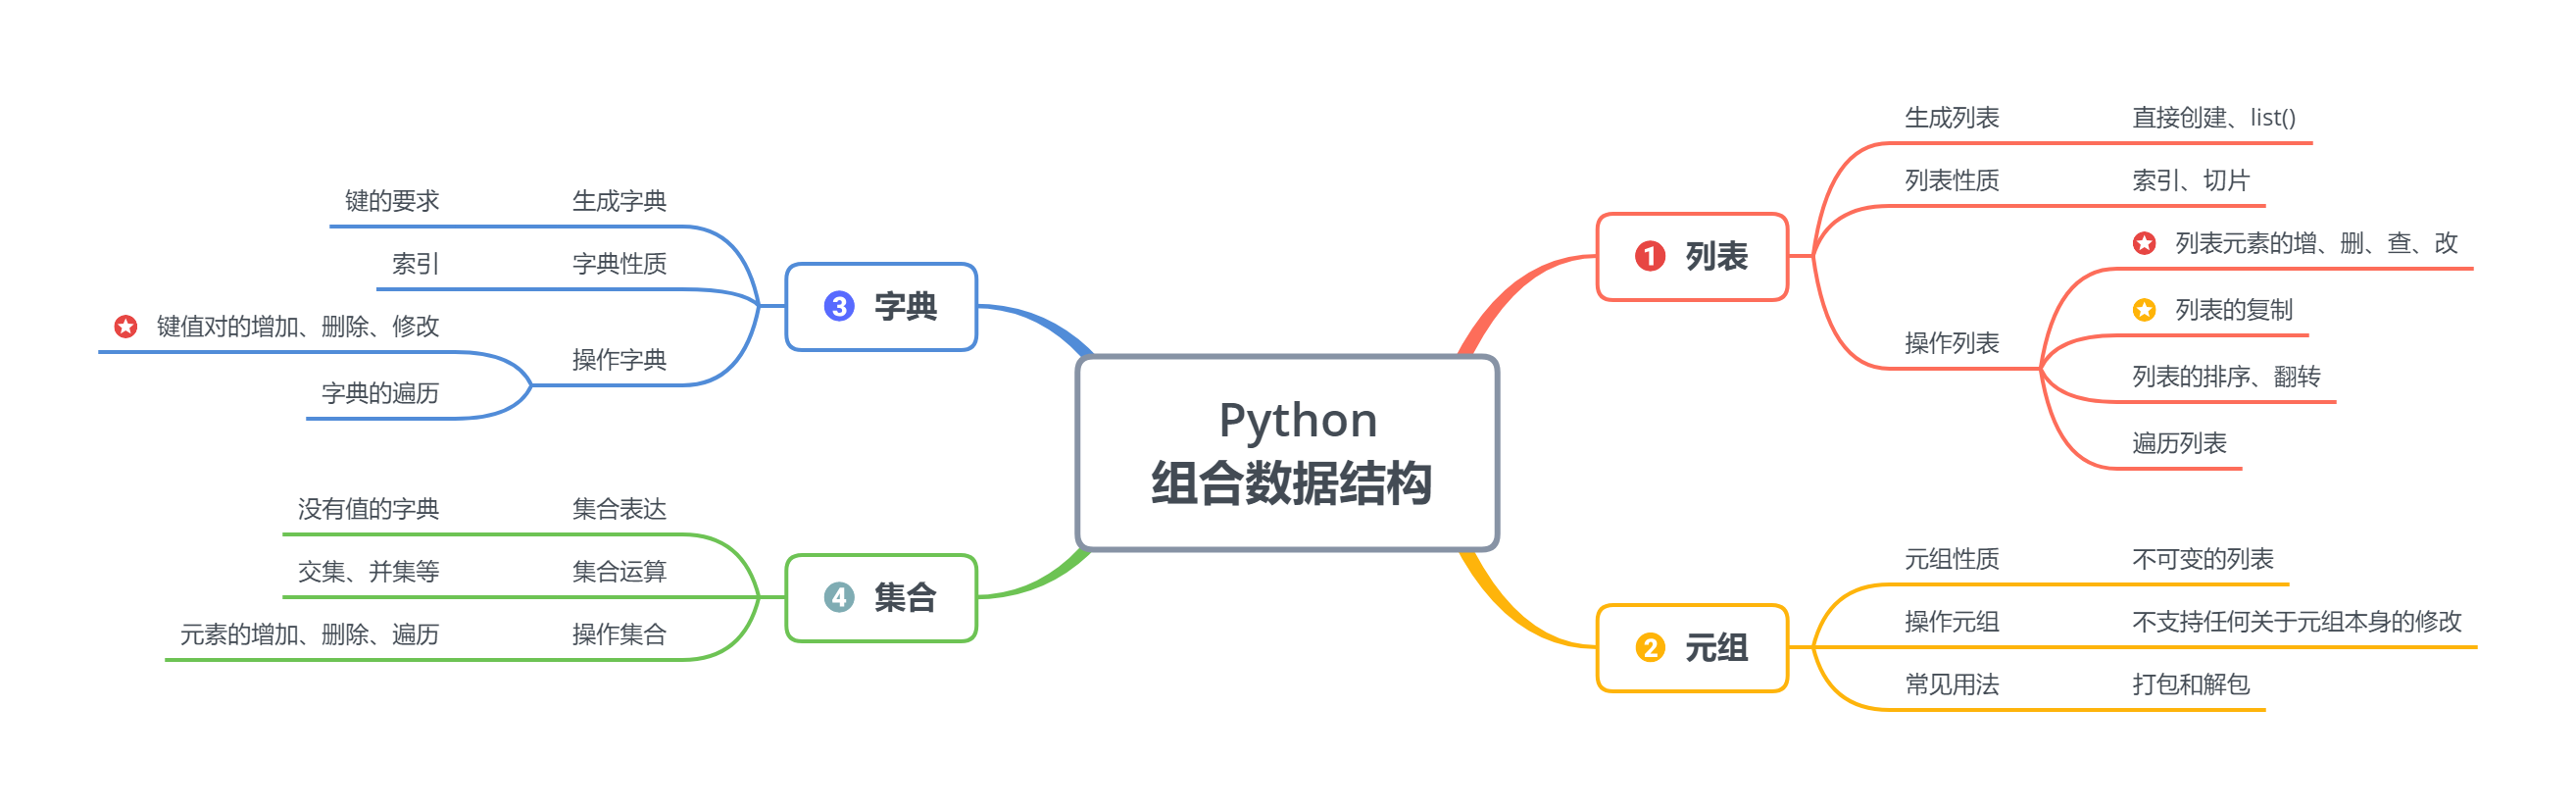 Python
组合数据结构
1 列表
生成列表
直接创建、list()
列表性质
索引、切片
操作列表
列表元素的增、删、查、改
列表的复制
列表的排序、翻转
遍历列表
2 元组
元组性质
不可变的列表
操作元组
不支持任何关于元组本身的修改
常见用法
打包和解包
3 字典
生成字典
键的要求
字典性质
索引
操作字典
键值对的增加、删除、修改
字典的遍历
4 集合
集合表达
没有值的字典
集合运算
交集、并集等
操作集合
元素的增加、删除、遍历